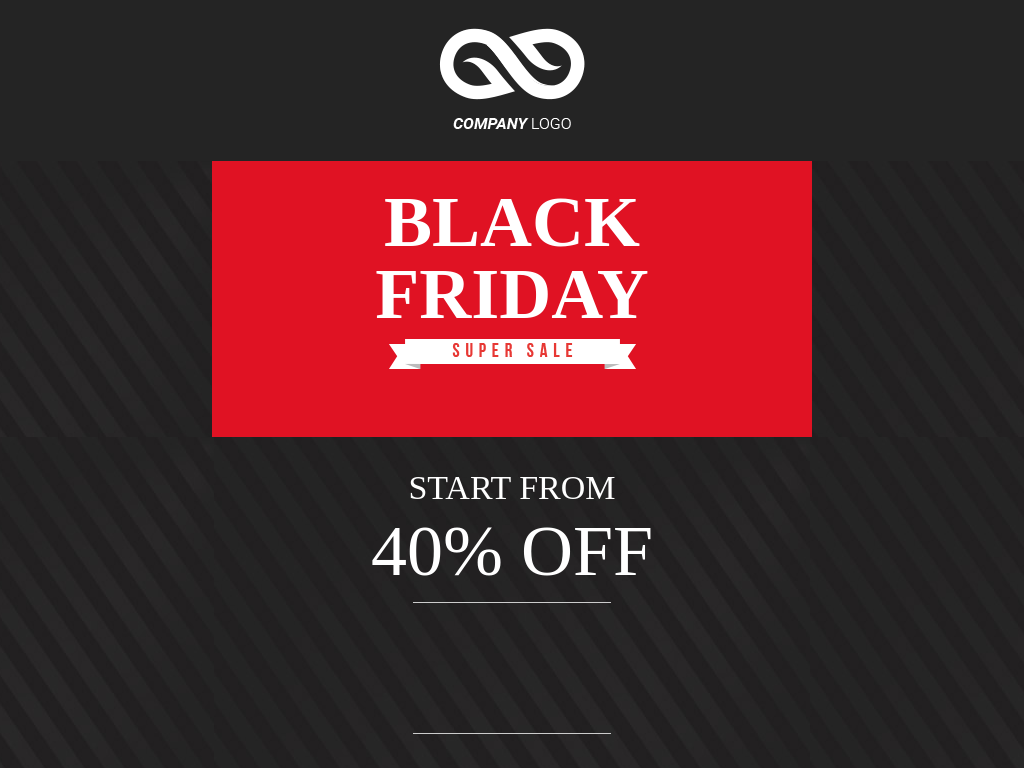 COMPANY LOGO
BLACK
FRIDAY
SUPER SALE
START FROM
40% OFF